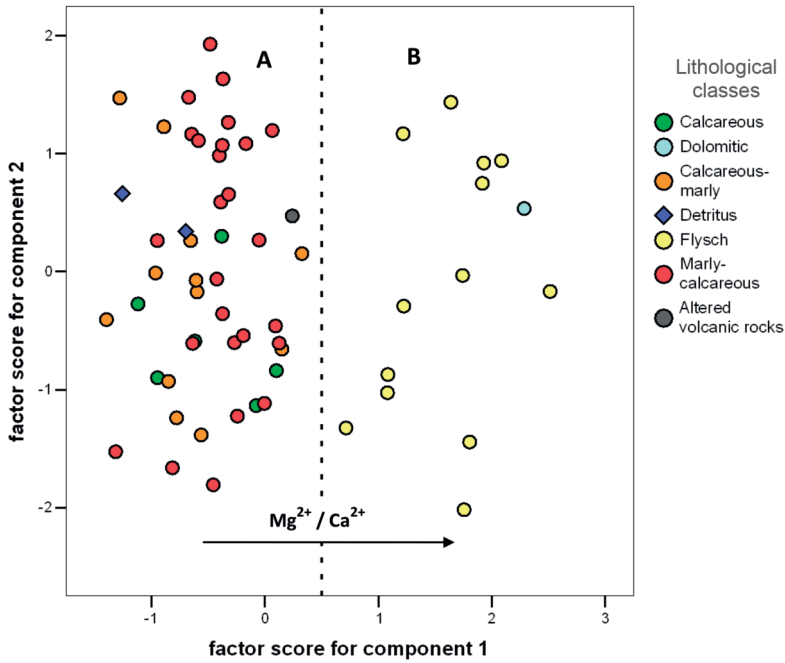 A
B
2
1
0
-1
-2
factor score for component 2
Mg2+ / Ca2+
-1
0
1
2
3
factor score for component 1
Lithological
classes
Calcareous
Dolomitic
Calcareous-
marly
Detritus
Flysch
Marly-
calcareous
Altered
volcanic rocks